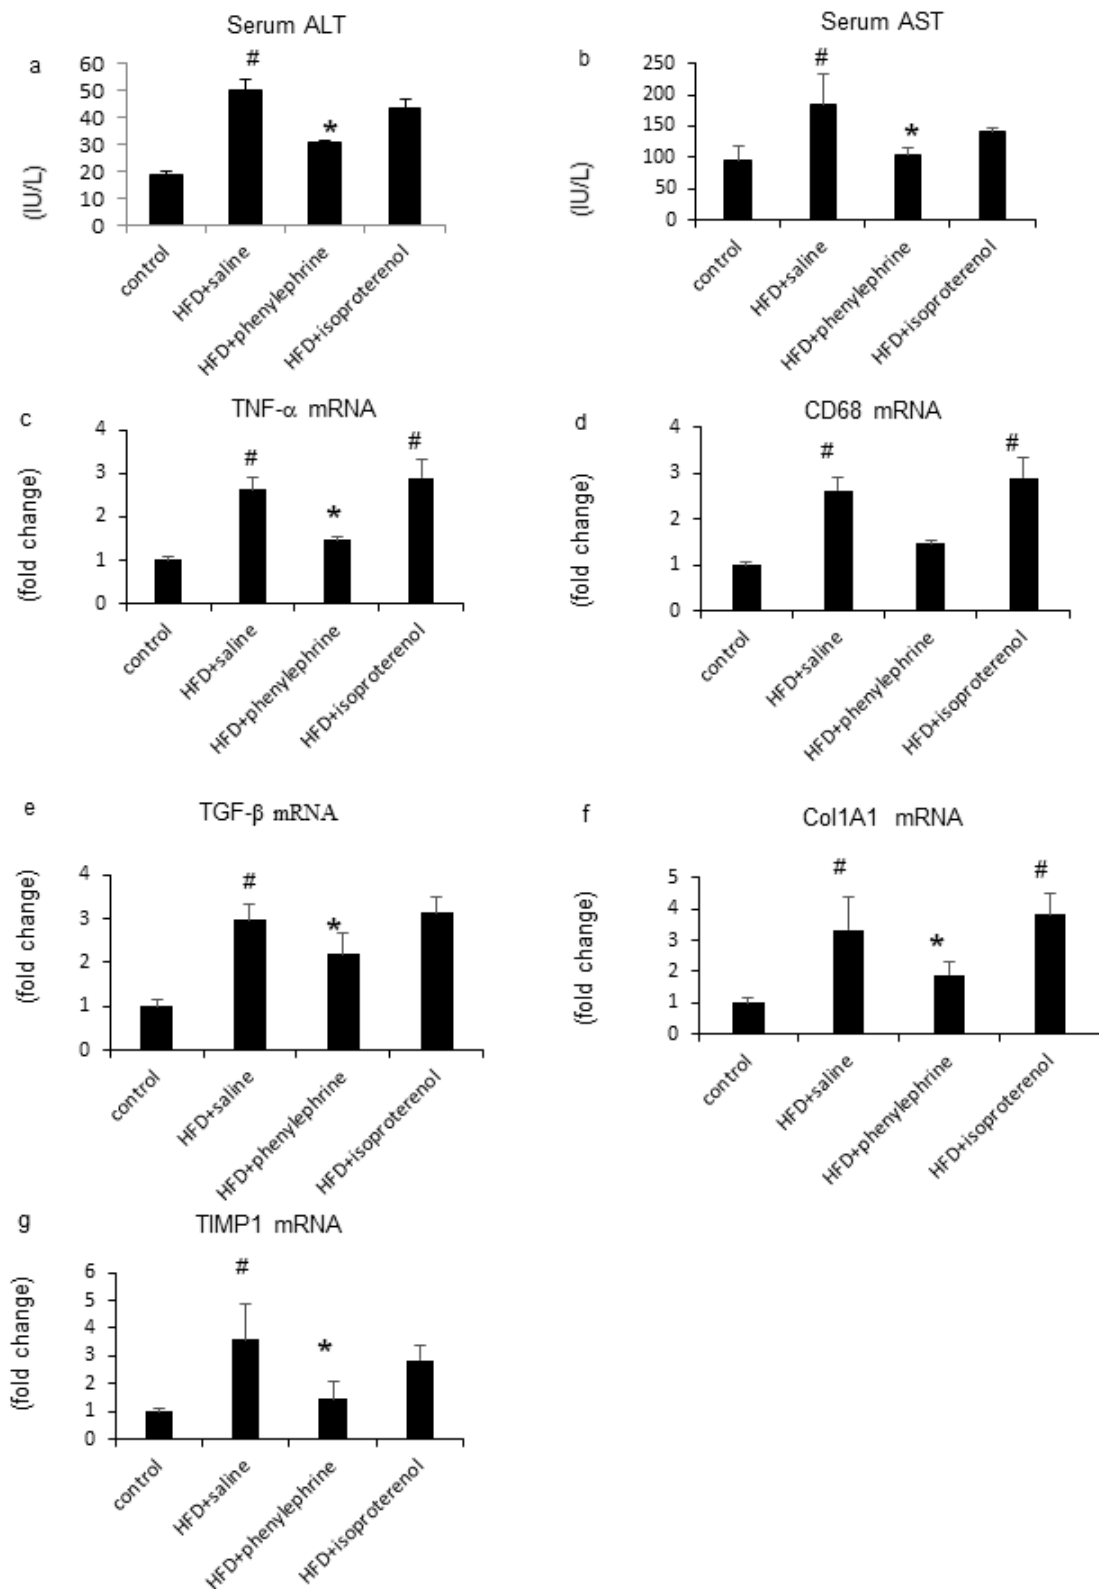 a
Serum ALT
#
60
50
40
30
20
10
0
(IU/L)
*
control
HFD+saline
HFD+phenylephrine
HFD+isoproterenol
b
Serum AST
#
250
200
150
100
50
0
(IU/L)
*
control
HFD+saline
HFD+phenylephrine
HFD+isoproterenol
c
TNF-α mRNA
4
3
2
1
0
(fold change)
#
*
#
control
HFD+saline
HFD+phenylephrine
HFD+isoproterenol
d
CD68 mRNA
4
3
2
1
0
(fold change)
#
#
control
HFD+saline
HFD+phenylephrine
HFD+isoproterenol
e
TGF-β mRNA
4
3
2
1
0
(fold change)
#
*
control
HFD+saline
HFD+phenylephrine
HFD+isoproterenol
f
Col1A1 mRNA
5
4
3
2
1
0
(fold change)
#
*
#
control
HFD+saline
HFD+phenylephrine
HFD+isoproterenol
g
TIMP1 mRNA
6
5
4
3
2
1
0
(fold change)
#
*
control
HFD+saline
HFD+phenylephrine
HFD+isoproterenol